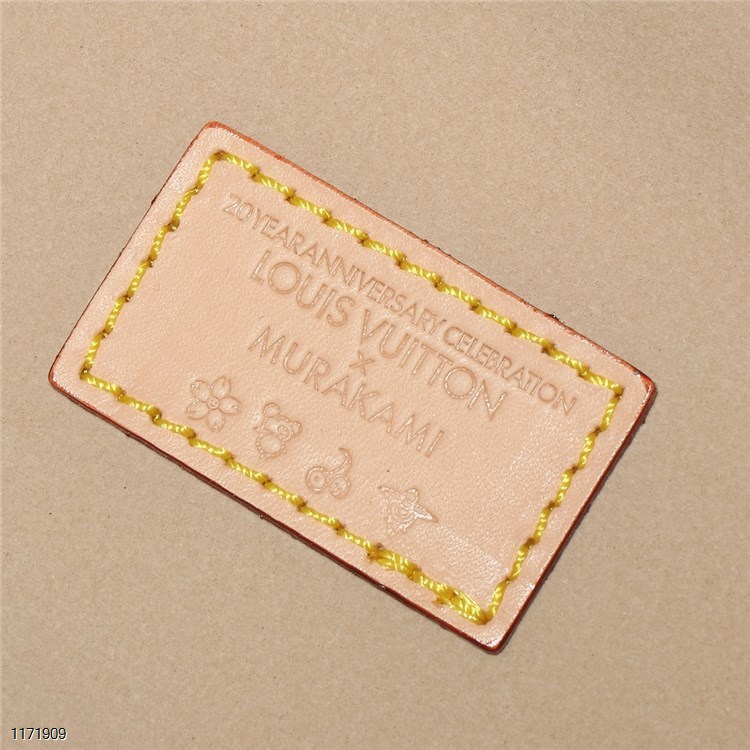 20YEARANNIVERSARY CELEBRATION
LOUIS VUITTON
×
MURAKAMI
1171909